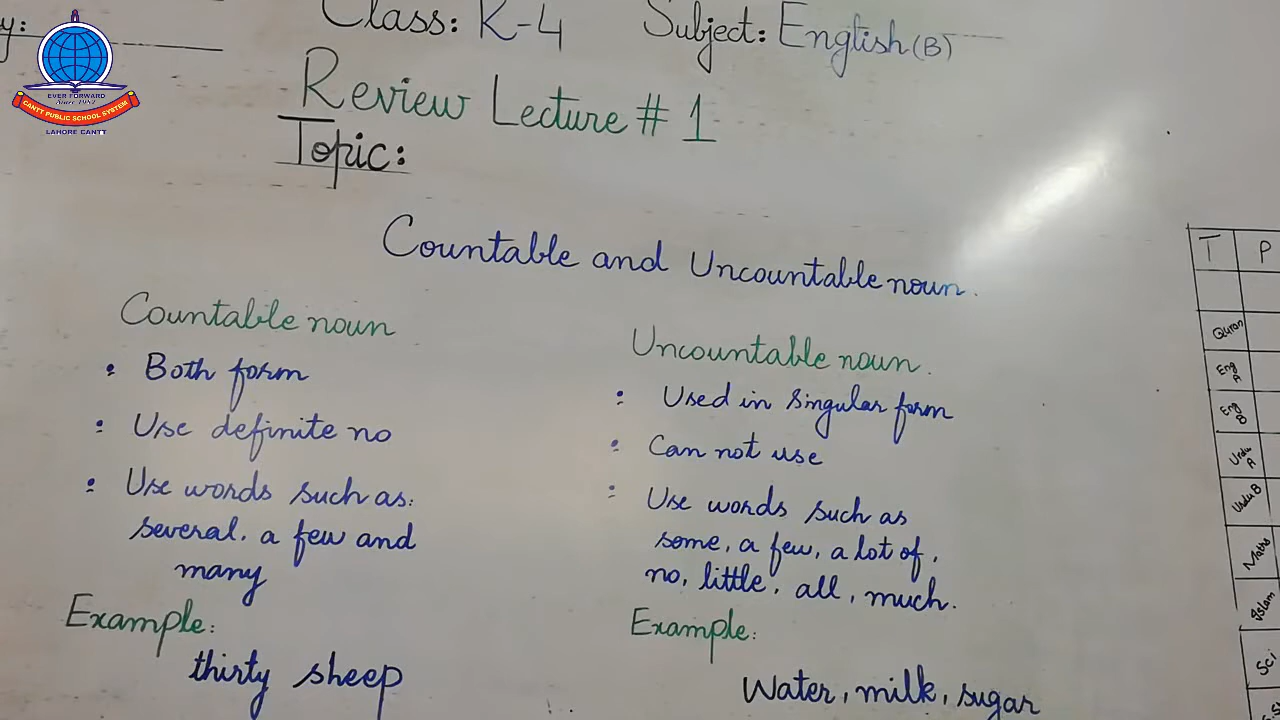 y:
Class: K-4 Subject: English (B)
EVER FORWARD
Since 1982
CANTT PUBLIC SCHOOL SYSTEM
LAHORE CANTT
Review Lecture # 1
Topic:
Countable and Uncountable noun.
Countable noun
: Both form
: Use definite no
: Use words such as:
several, a few and
many
Example:
thirty sheep
Uncountable noun.
: Used in singular form
: Can not use
: Use words such as
some, a few, a lot of,
no, little, all, much.
Example:
Water, milk, sugar
T P
Quran
Eng A
Eng B
Urdu A
Urdu B
Maths
Islam
Sci